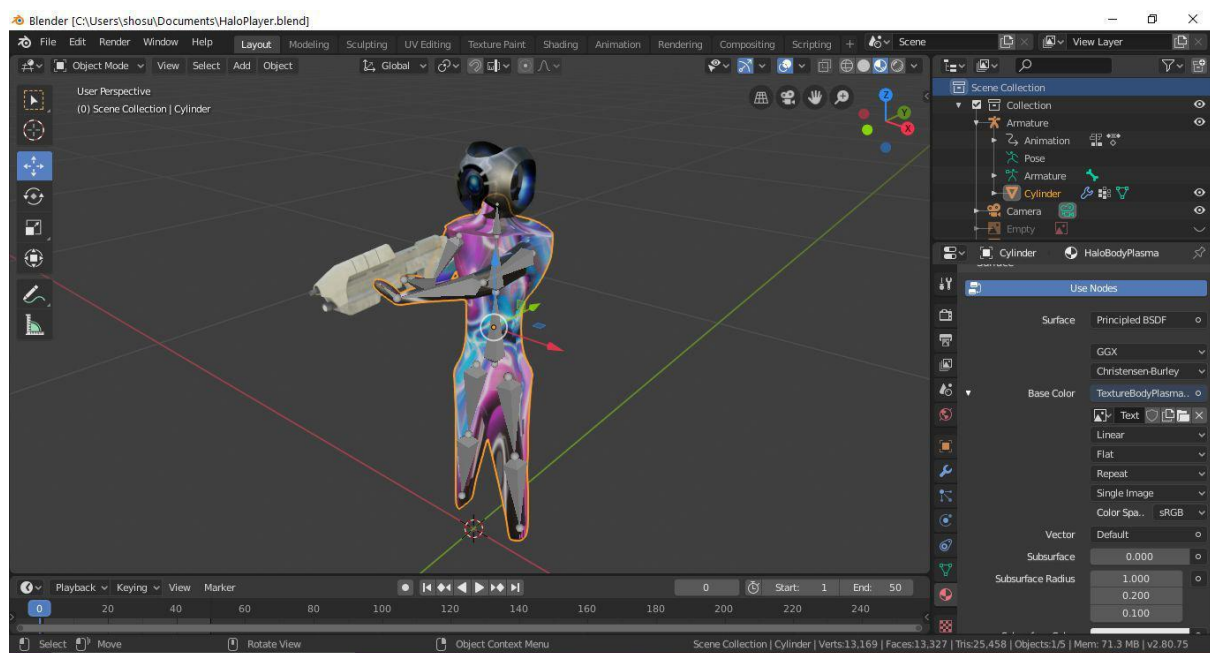 Blender [C:\Users\shosu\Documents\HaloPlayer.blend]
File Edit Render Window Help Layout Modeling Sculpting UV Editing Texture Paint Shading Animation Rendering Compositing Scripting + Scene View Layer
Object Mode View Select Add Object Global
User Perspective
(0) Scene Collection | Cylinder
Z
Y
X
Scene Collection
Collection
Armature
Animation
Pose
Armature
Cylinder
Camera
Empty
Cylinder HaloBodyPlasma
Surface
Use Nodes
Surface Principled BSDF
GGX
Christensen-Burley
Base Color TextureBodyPlasma..
Text
Linear
Flat
Repeat
Single Image
Color Spa.. sRGB
Vector Default
Subsurface 0.000
Subsurface Radius 1.000
0.200
0.100
Playback Keying View Marker 0 Start: 1 End: 50
0 20 40 60 80 100 120 140 160 180 200 220 240
Select Move Rotate View Object Context Menu Scene Collection | Cylinder | Verts:13,169 | Faces:13,327 | Tris:25,458 | Objects:1/5 | Mem: 71.3 MB | v2.80.75